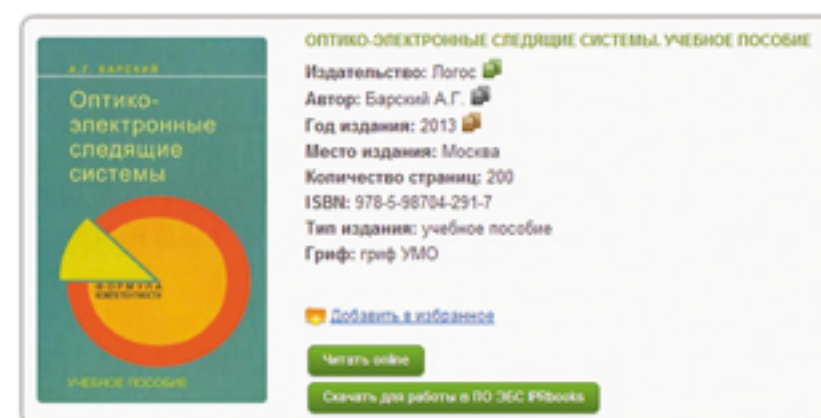 А.Г. БАРСКИЙ
Оптико-
электронные
следящие
системы
ФОРМУЛА
КОМПЕТЕНТНОСТИ
УЧЕБНОЕ ПОСОБИЕ
ОПТИКО-ЭЛЕКТРОННЫЕ СЛЕДЯЩИЕ СИСТЕМЫ. УЧЕБНОЕ ПОСОБИЕ
Издательство: Логос
Автор: Барский А.Г.
Год издания: 2013
Место издания: Москва
Количество страниц: 200
ISBN: 978-5-98704-291-7
Тип издания: учебное пособие
Гриф: гриф УМО
Добавить в избранное
Читать online
Скачать для работы в ПО ЭБС IPRbooks